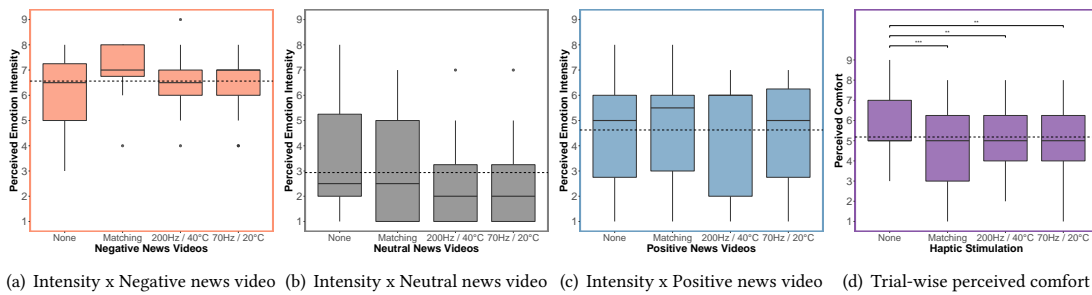 9
8
7
6
5
4
3
2
1
Perceived Emotion Intensity
None Matching 200Hz / 40°C 70Hz / 20°C
Negative News Videos
(a) Intensity x Negative news video
9
8
7
6
5
4
3
2
1
Perceived Emotion Intensity
None Matching 200Hz / 40°C 70Hz / 20°C
Neutral News Videos
(b) Intensity x Neutral news video
9
8
7
6
5
4
3
2
1
Perceived Emotion Intensity
None Matching 200Hz / 40°C 70Hz / 20°C
Positive News Videos
(c) Intensity x Positive news video
**
**
***
9
8
7
6
5
4
3
2
1
Perceived Comfort
None Matching 200Hz / 40°C 70Hz / 20°C
Haptic Stimulation
(d) Trial-wise perceived comfort